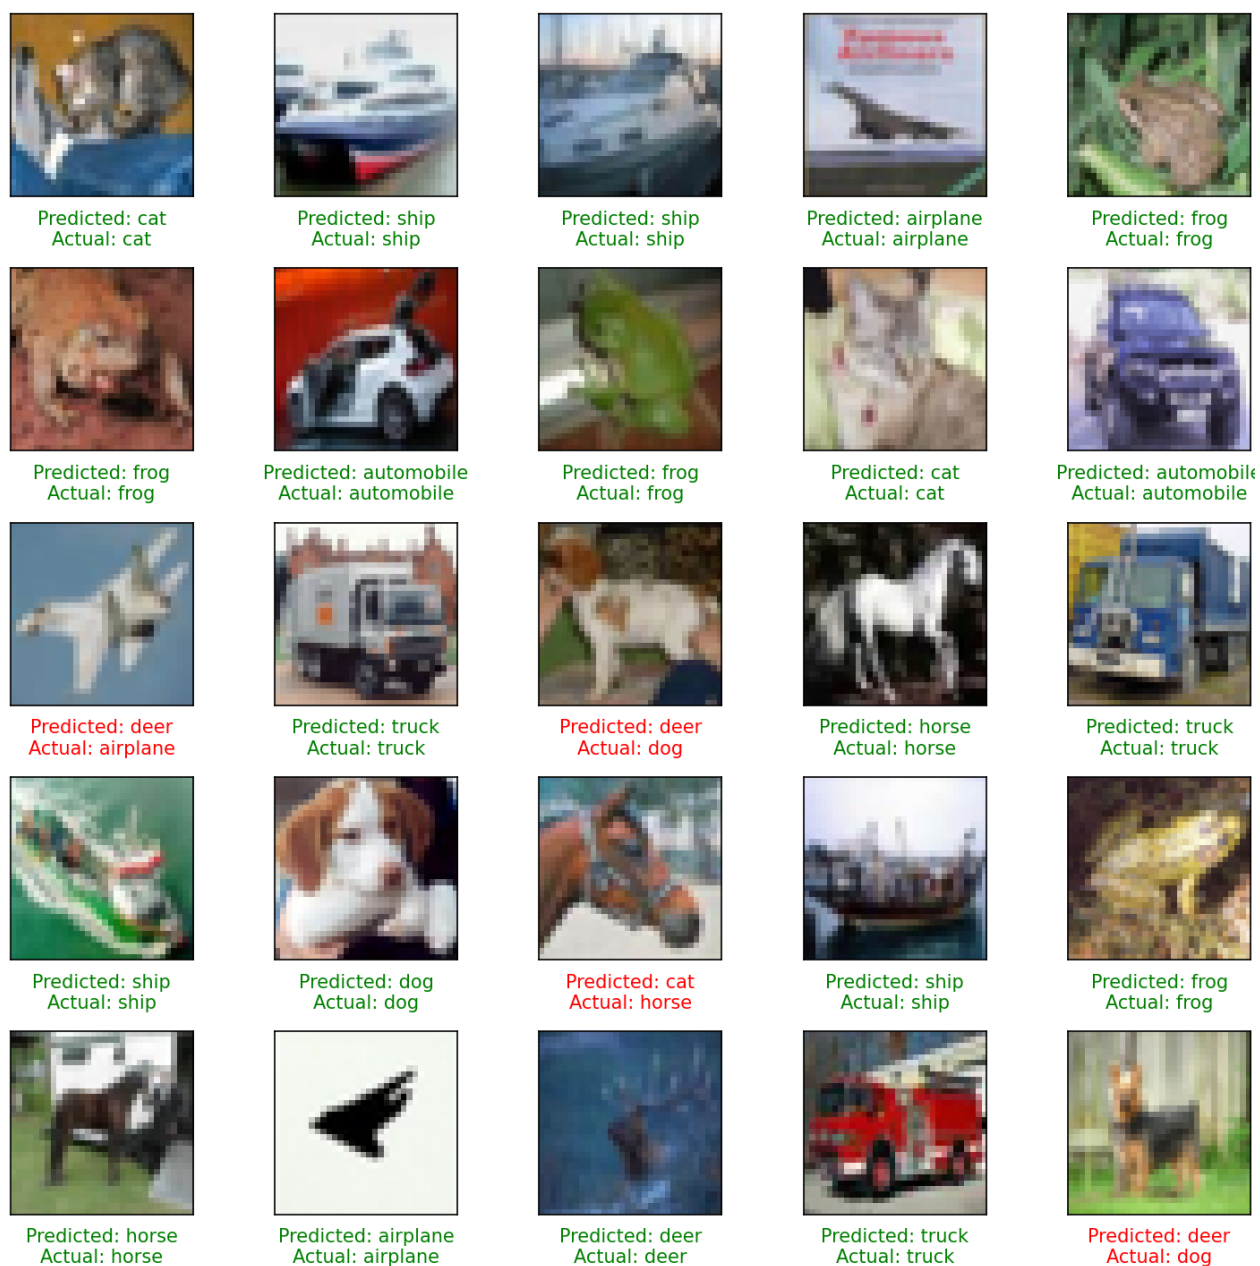 Predicted: cat
Actual: cat
Predicted: ship
Actual: ship
Predicted: ship
Actual: ship
Predicted: airplane
Actual: airplane
Predicted: frog
Actual: frog
Predicted: frog
Actual: frog
Predicted: automobile
Actual: automobile
Predicted: frog
Actual: frog
Predicted: cat
Actual: cat
Predicted: automobile
Actual: automobile
Predicted: deer
Actual: airplane
Predicted: truck
Actual: truck
Predicted: deer
Actual: dog
Predicted: horse
Actual: horse
Predicted: truck
Actual: truck
Predicted: ship
Actual: ship
Predicted: dog
Actual: dog
Predicted: cat
Actual: horse
Predicted: ship
Actual: ship
Predicted: frog
Actual: frog
Predicted: horse
Actual: horse
Predicted: airplane
Actual: airplane
Predicted: deer
Actual: deer
Predicted: truck
Actual: truck
Predicted: deer
Actual: dog